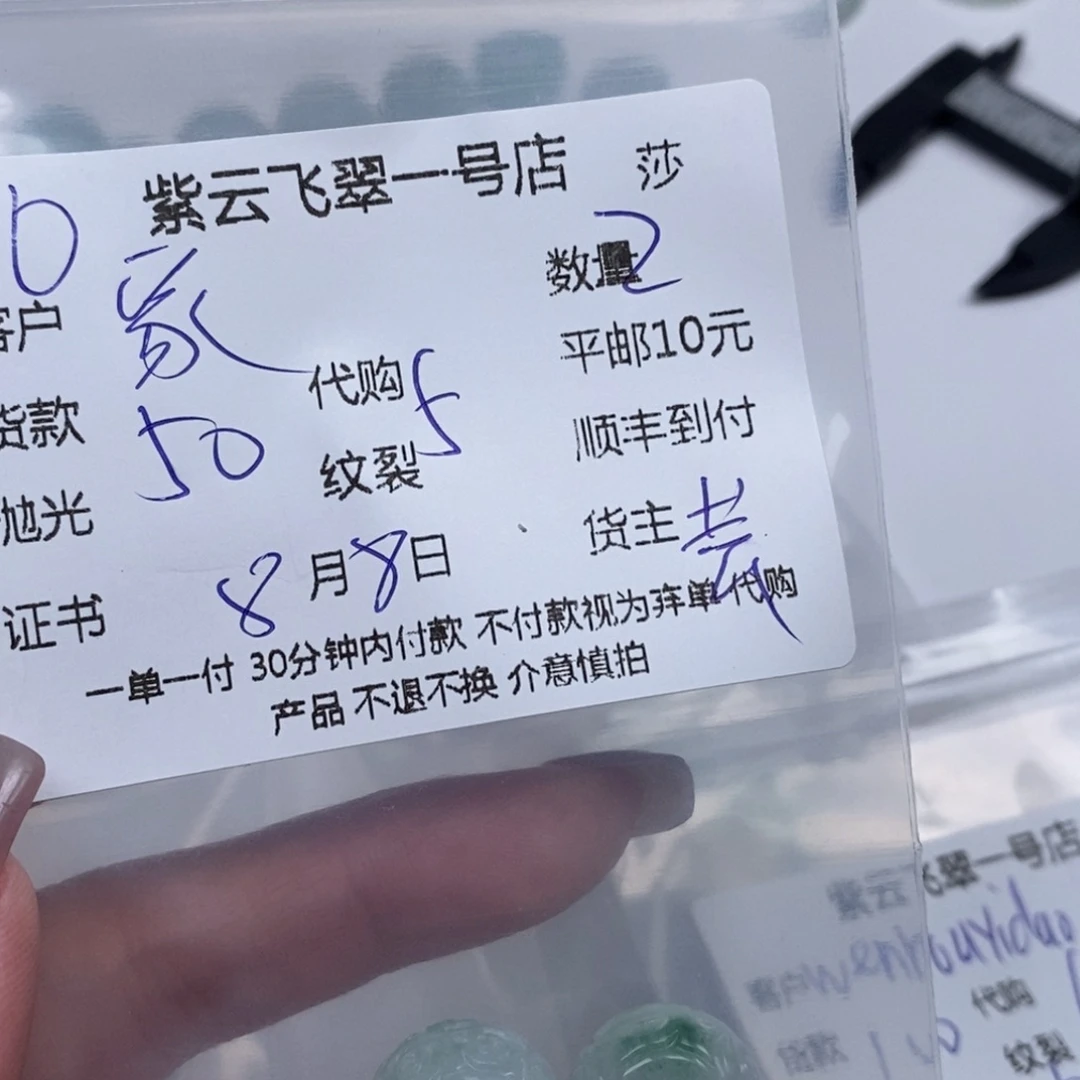 紫云飞翠一号店 莎
数量 2
客户 代购 5 平邮10元
货款 50 纹裂 顺丰到付
抛光 货主
证书 8月8日
一单一付 30分钟内付款 不付款视为弃单 代购
产品 不退不换 介意慎拍
紫云飞翠一号店
客户 wenrouyidao
代购
货款
纹裂